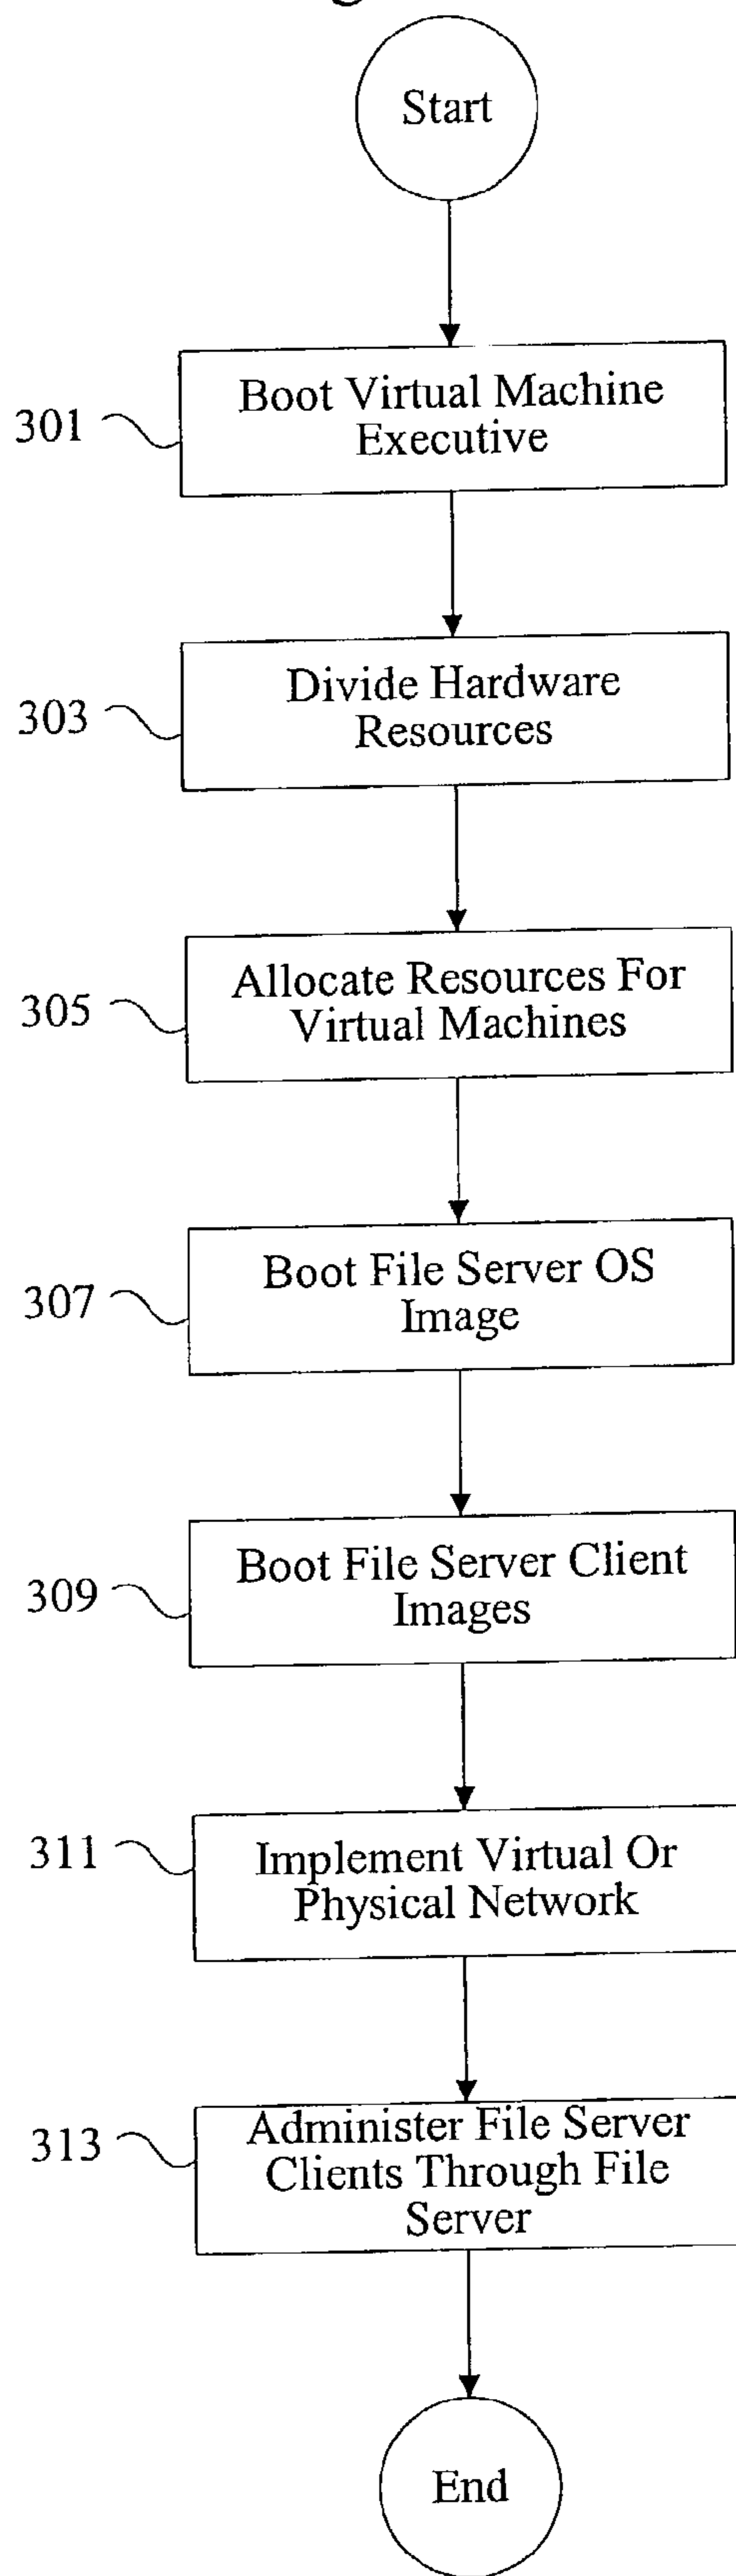 Start
301
Boot Virtual Machine
Executive
303
Divide Hardware
Resources
305
Allocate Resources For
Virtual Machines
307
Boot File Server OS
Image
309
Boot File Server Client
Images
311
Implement Virtual Or
Physical Network
313
Administer File Server
Clients Through File
Server
End